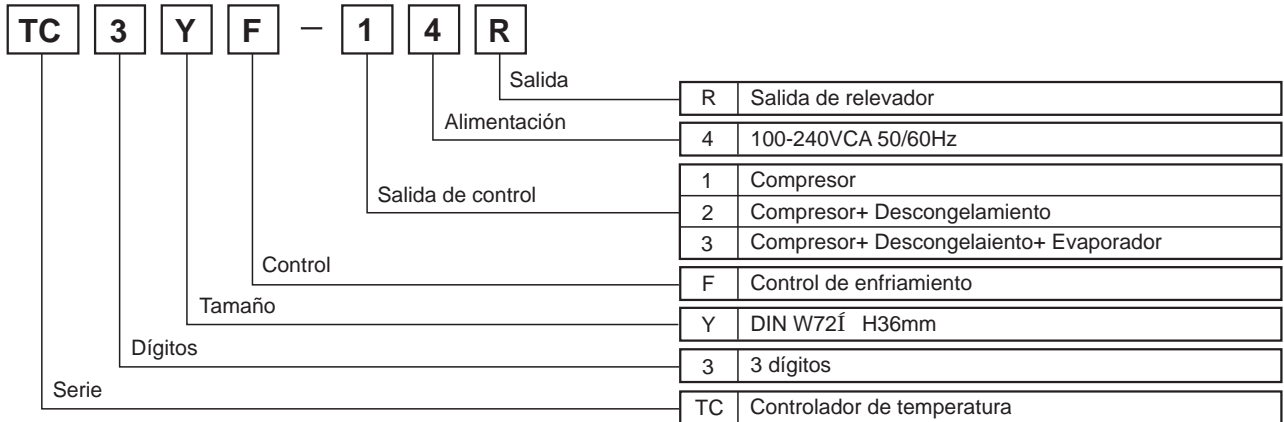 TC 3 Y F — 1 4 R
Salida
R Salida de relevador
Alimentación
4 100-240VCA 50/60Hz
Salida de control
1 Compresor
2 Compresor+ Descongelamiento
3 Compresor+ Descongelaiento+ Evaporador
Control
F Control de enfriamiento
Tamaño
Y DIN W72Í H36mm
Dígitos
3 3 dígitos
Serie
TC Controlador de temperatura